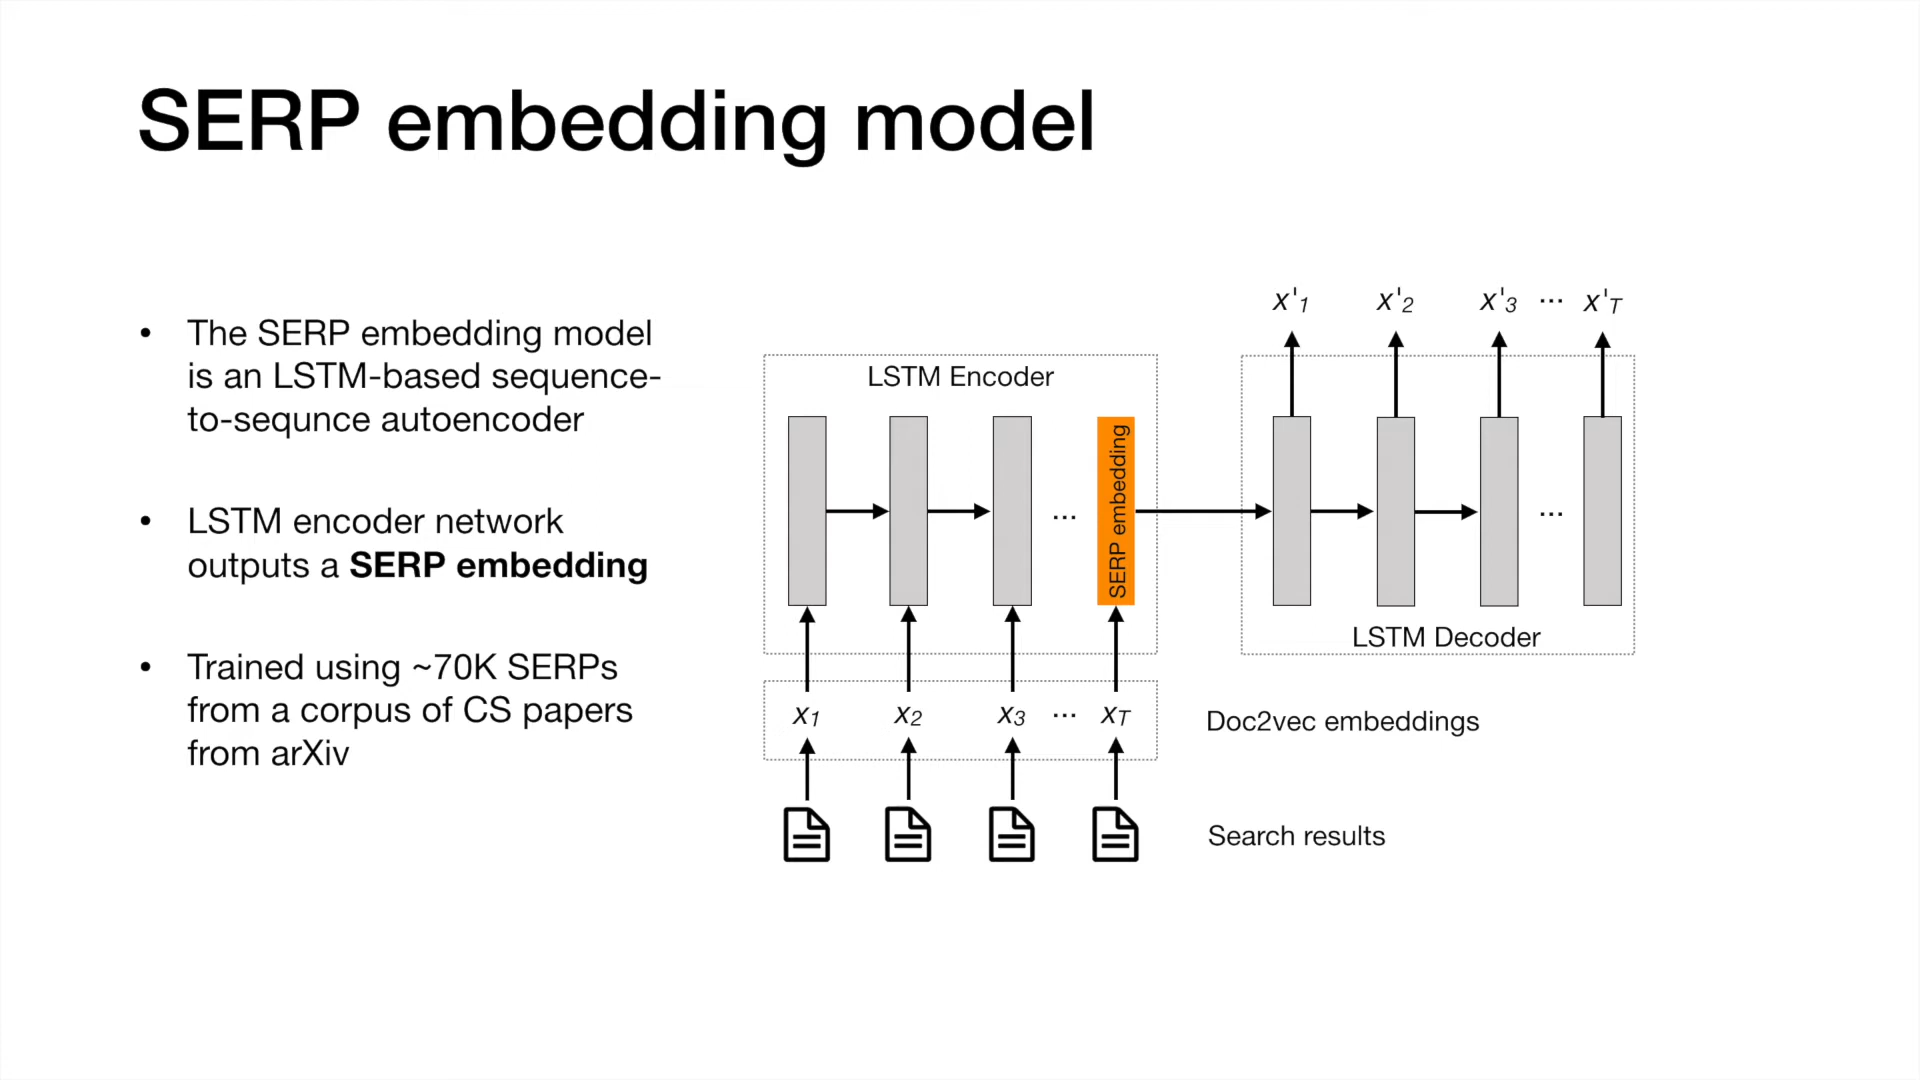 SERP embedding model
• The SERP embedding model
is an LSTM-based sequence-
to-sequnce autoencoder
• LSTM encoder network
outputs a SERP embedding
• Trained using ~70K SERPs
from a corpus of CS papers
from arXiv
x'1 x'2 x'3 ... x'T
LSTM Encoder
SERP embedding
...
...
LSTM Decoder
x1 x2 x3 ... xT
Doc2vec embeddings
Search results